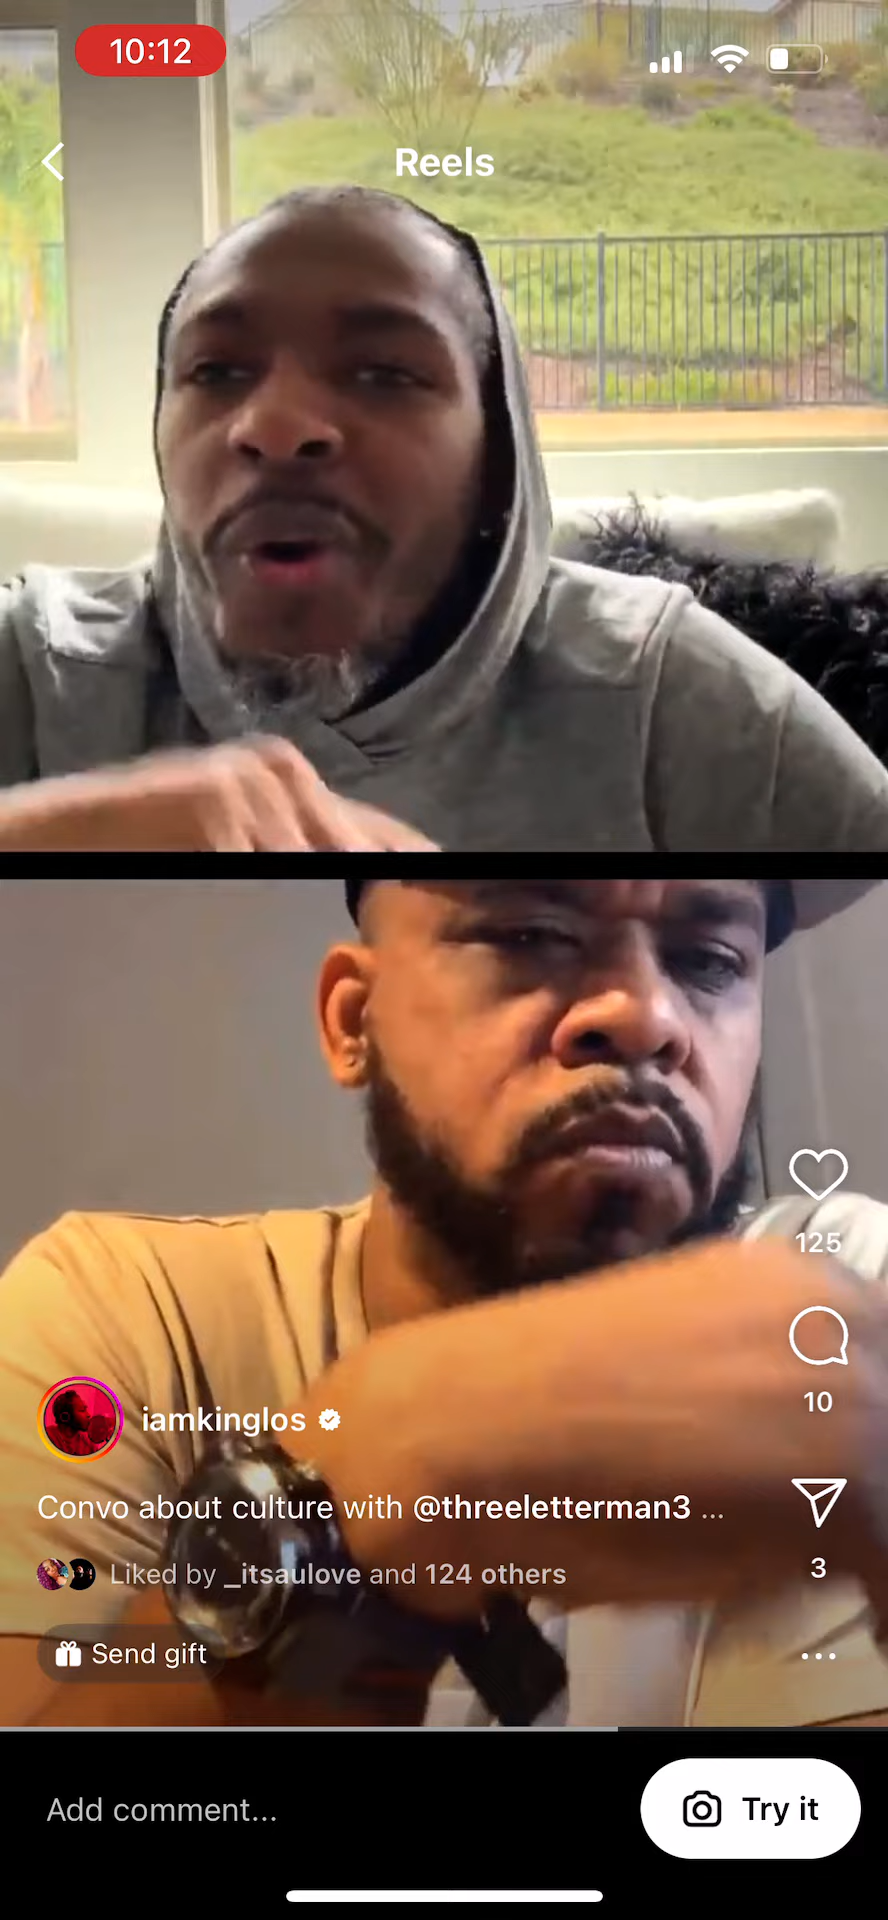 10:12
Reels
125
10
iamkinglos
Convo about culture with @threeletterman3 ...
3
Liked by _itsaulove and 124 others
Send gift
Add comment...
Try it